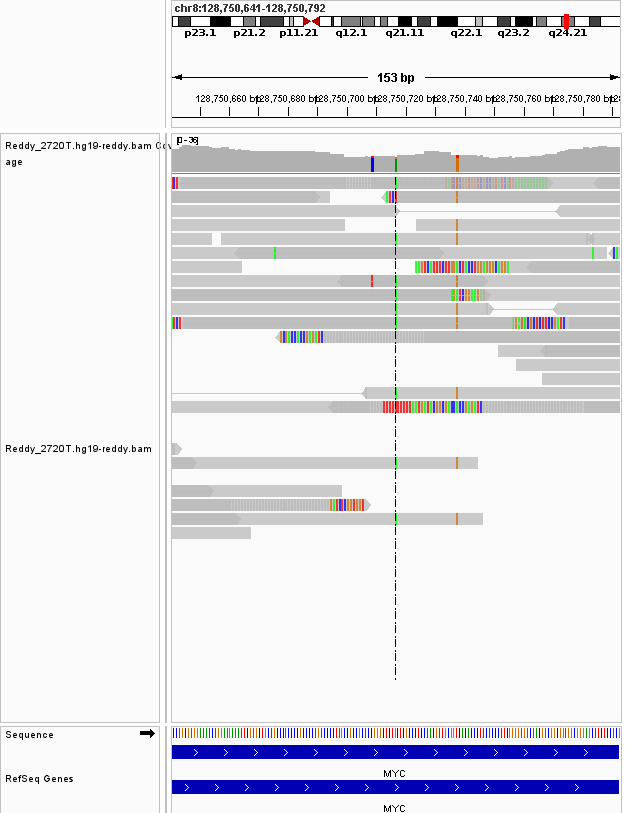 chr8:128,750,641-128,750,792
p23.1 p21.2 p11.21 q12.1 q21.11 q22.1 q23.2 q24.21
153 bp
128,750,660 bp 128,750,680 bp 128,750,700 bp 128,750,720 bp 128,750,740 bp 128,750,760 bp 128,750,780 bp
[0-36]
Reddy_2720T.hg19-reddy.bam Cov
age
Reddy_2720T.hg19-reddy.bam
Sequence
MYC
RefSeq Genes
MYC